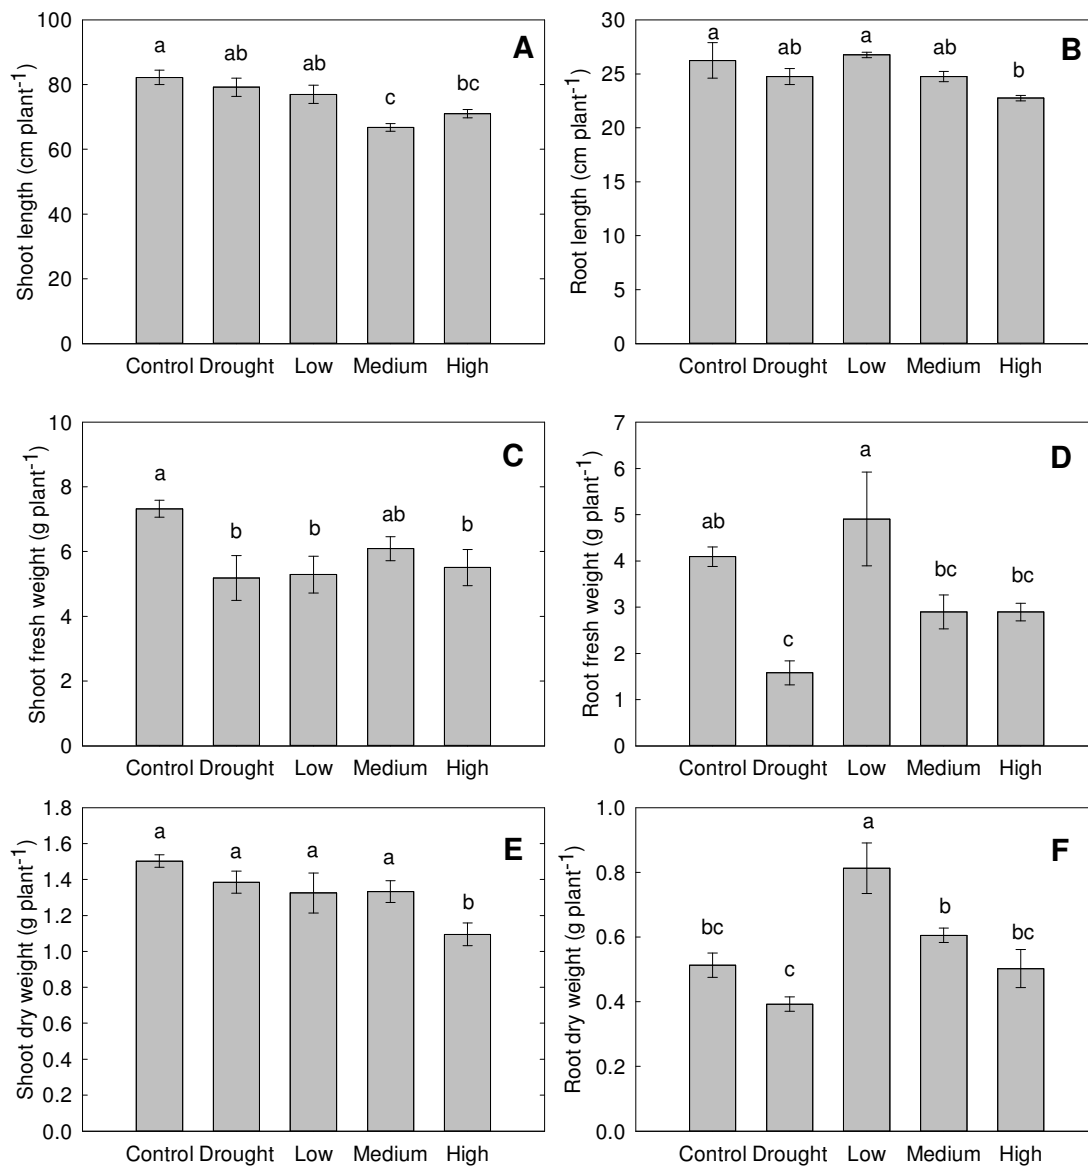 A
Shoot length (cm plant-1)
100
80
60
40
20
0
a
ab
ab
c
bc
Control Drought Low Medium High
B
Root length (cm plant-1)
30
25
20
15
10
5
0
a
ab
a
ab
b
Control Drought Low Medium High
C
Shoot fresh weight (g plant-1)
10
8
6
4
2
0
a
b
b
ab
b
Control Drought Low Medium High
D
Root fresh weight (g plant-1)
7
6
5
4
3
2
1
0
ab
c
a
bc
bc
Control Drought Low Medium High
E
Shoot dry weight (g plant-1)
1.8
1.6
1.4
1.2
1.0
0.8
0.6
0.4
0.2
0.0
a
a
a
a
b
Control Drought Low Medium High
F
Root dry weight (g plant-1)
1.0
0.8
0.6
0.4
0.2
0.0
bc
c
a
b
bc
Control Drought Low Medium High